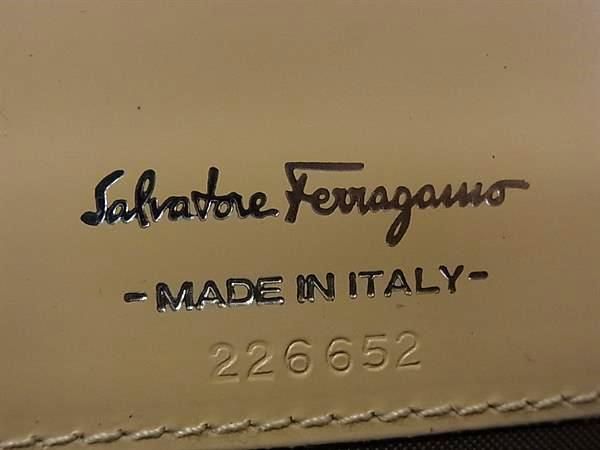 Salvatore Ferragamo
- MADE IN ITALY -
226652